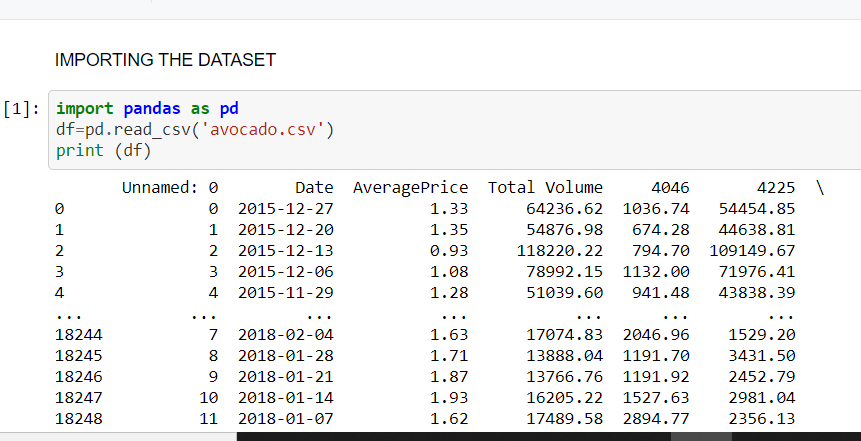 IMPORTING THE DATASET
[1]: import pandas as pd
df=pd.read_csv('avocado.csv')
print (df)
Unnamed: 0 Date AveragePrice Total Volume 4046 4225 \
0 0 2015-12-27 1.33 64236.62 1036.74 54454.85
1 1 2015-12-20 1.35 54876.98 674.28 44638.81
2 2 2015-12-13 0.93 118220.22 794.70 109149.67
3 3 2015-12-06 1.08 78992.15 1132.00 71976.41
4 4 2015-11-29 1.28 51039.60 941.48 43838.39
... ... ... ... ... ... ...
18244 7 2018-02-04 1.63 17074.83 2046.96 1529.20
18245 8 2018-01-28 1.71 13888.04 1191.70 3431.50
18246 9 2018-01-21 1.87 13766.76 1191.92 2452.79
18247 10 2018-01-14 1.93 16205.22 1527.63 2981.04
18248 11 2018-01-07 1.62 17489.58 2894.77 2356.13